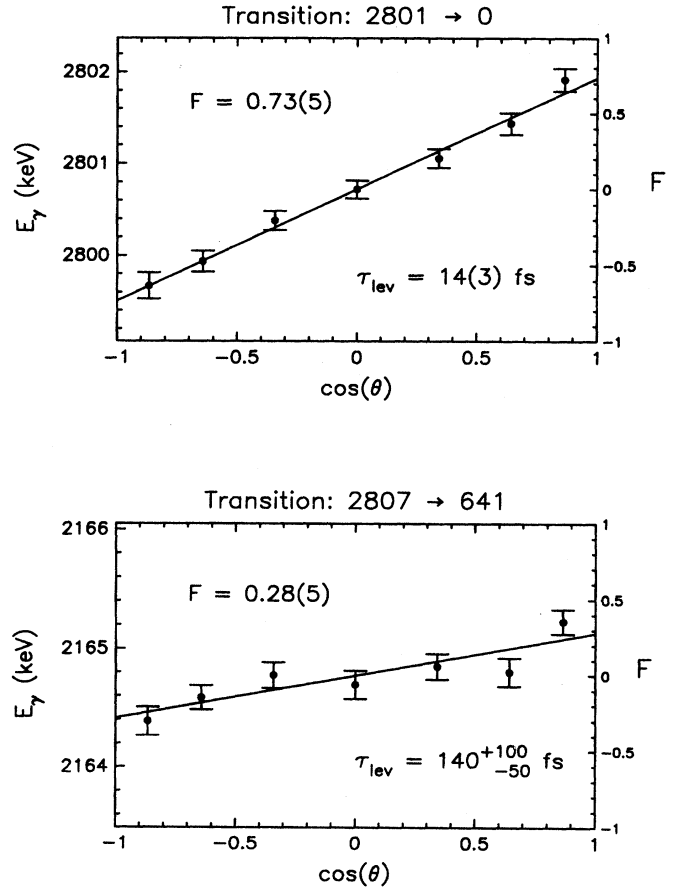 Transition: 2801 → 0
2802
2801
2800
E_γ (keV)
F = 0.73(5)
τ_lev = 14(3) fs
1
0.5
0
−0.5
−1
F
−1 −0.5 0 0.5 1
cos(θ)
Transition: 2807 → 641
2166
2165
2164
E_γ (keV)
F = 0.28(5)
τ_lev = 140^{+100}_{−50} fs
1
0.5
0
−0.5
−1
F
−1 −0.5 0 0.5 1
cos(θ)